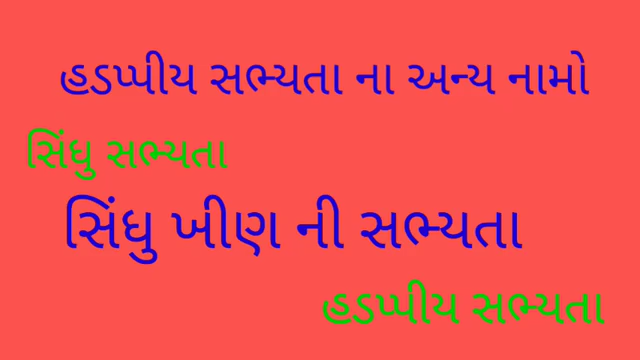 હડપ્પીય સભ્યતા ના અન્ય નામો
સિંધુ સભ્યતા
સિંધુ ખીણ ની સભ્યતા
હડપ્પીય સભ્યતા